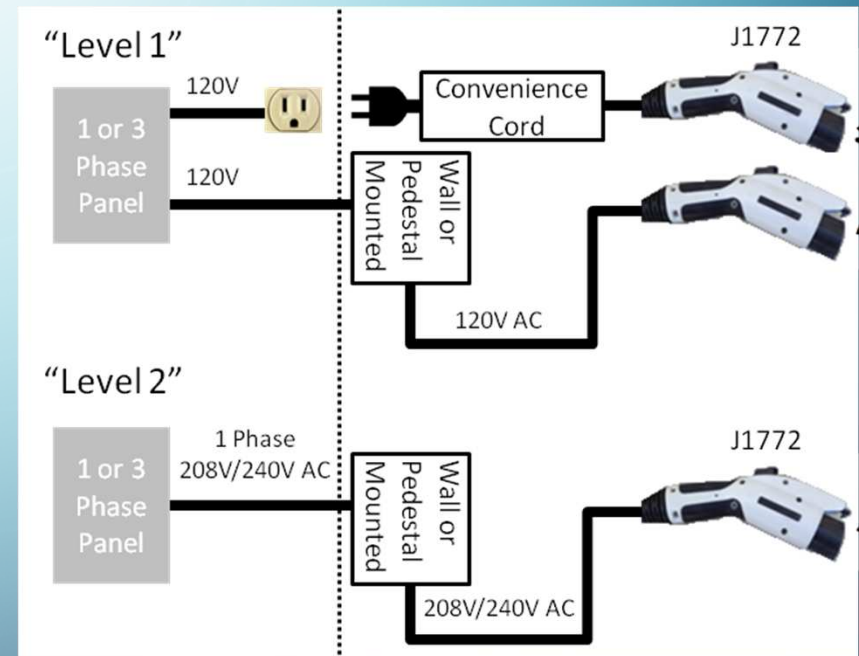 “Level 1”
J1772
120V
Convenience
Cord
1 or 3
Phase
Panel
120V
Wall or
Pedestal
Mounted
120V AC
“Level 2”
1 Phase
208V/240V AC
J1772
1 or 3
Phase
Panel
Wall or
Pedestal
Mounted
208V/240V AC